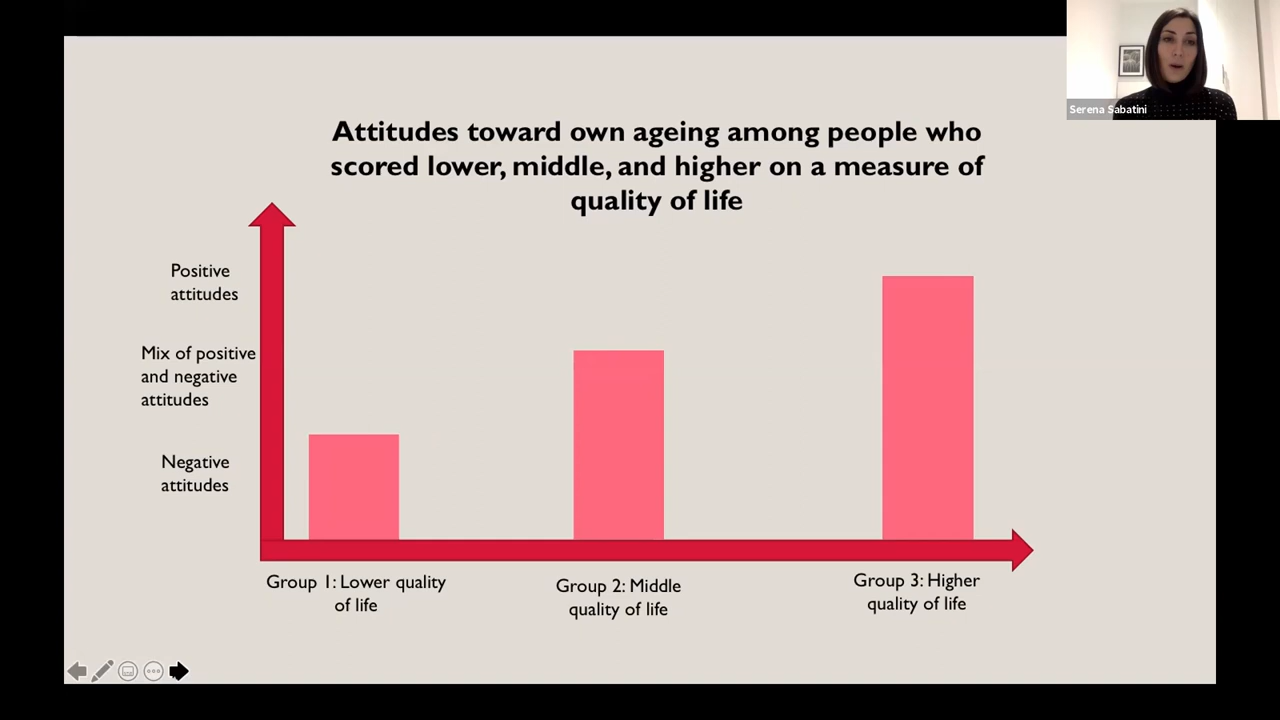 Serena Sabatini
Attitudes toward own ageing among people who
scored lower, middle, and higher on a measure of
quality of life
Positive
attitudes
Mix of positive
and negative
attitudes
Negative
attitudes
Group 1: Lower quality
of life
Group 2: Middle
quality of life
Group 3: Higher
quality of life